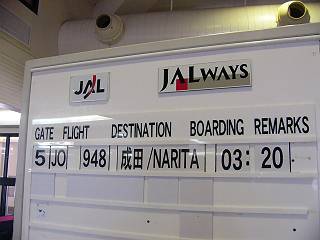 JAL JALWAYS
GATE FLIGHT DESTINATION BOARDING REMARKS
5 JO 948 成田/NARITA 03:20